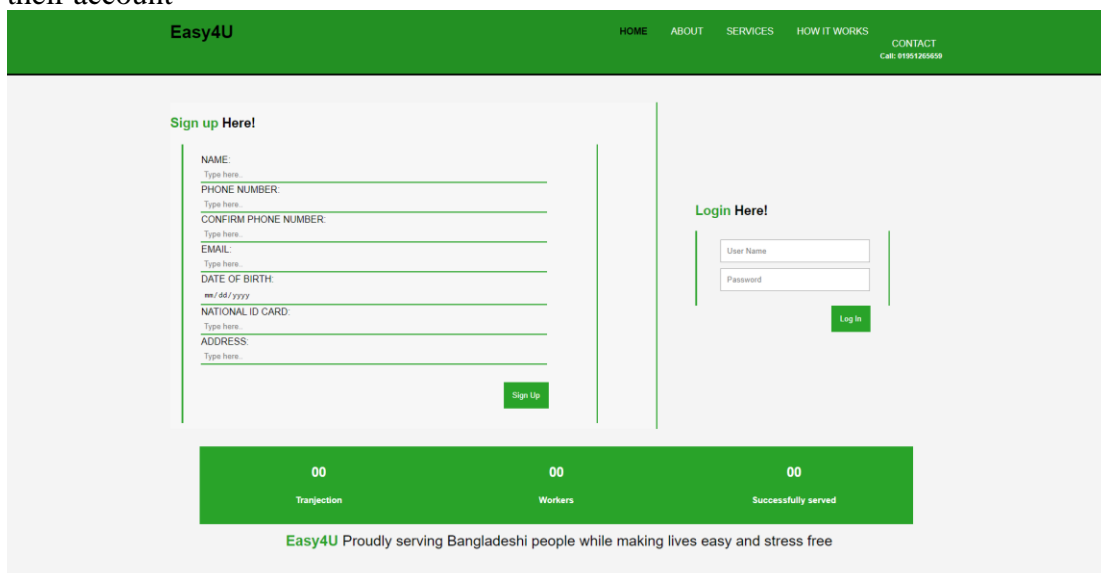 their account
Easy4U
HOME ABOUT SERVICES HOW IT WORKS
CONTACT
Call: 01951265659
Sign up Here!
NAME:
Type here..
PHONE NUMBER:
Type here..
CONFIRM PHONE NUMBER:
Type here..
EMAIL:
Type here..
DATE OF BIRTH:
mm/dd/yyyy
NATIONAL ID CARD:
Type here..
ADDRESS:
Type here..
Sign Up
Login Here!
User Name
Password
Log in
00 00 00
Tranjection Workers Successfully served
Easy4U Proudly serving Bangladeshi people while making lives easy and stress free